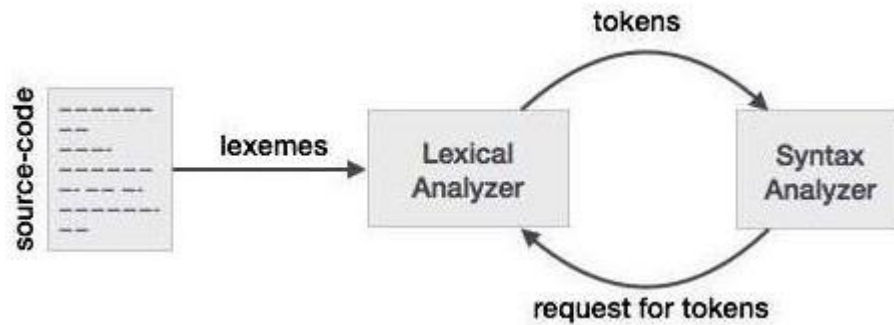 tokens
source-code
lexemes
Lexical
Analyzer
Syntax
Analyzer
request for tokens